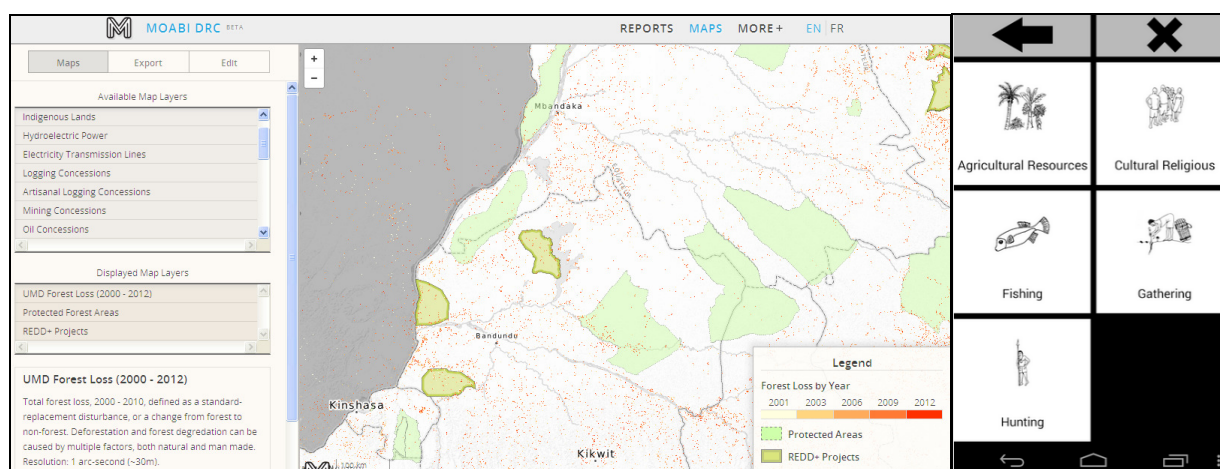 MOABI DRC BETA
REPORTS MAPS MORE+ EN FR
Maps Export Edit
Available Map Layers
Indigenous Lands
Hydroelectric Power
Electricity Transmission Lines
Logging Concessions
Artisanal Logging Concessions
Mining Concessions
Oil Concessions
Displayed Map Layers
UMD Forest Loss (2000 - 2012)
Protected Forest Areas
REDD+ Projects
UMD Forest Loss (2000 - 2012)
Total forest loss, 2000 - 2010, defined as a standard-
replacement disturbance, or a change from forest to
non-forest. Deforestation and forest degredation can be
caused by multiple factors, both natural and man made.
Resolution: 1 arc-second (~30m).
+
−
Mbandaka
Bandundu
Kinshasa
Kikwit
100 km
Legend
Forest Loss by Year
2001 2003 2006 2009 2012
Protected Areas
REDD+ Projects
Agricultural Resources
Cultural Religious
Fishing
Gathering
Hunting